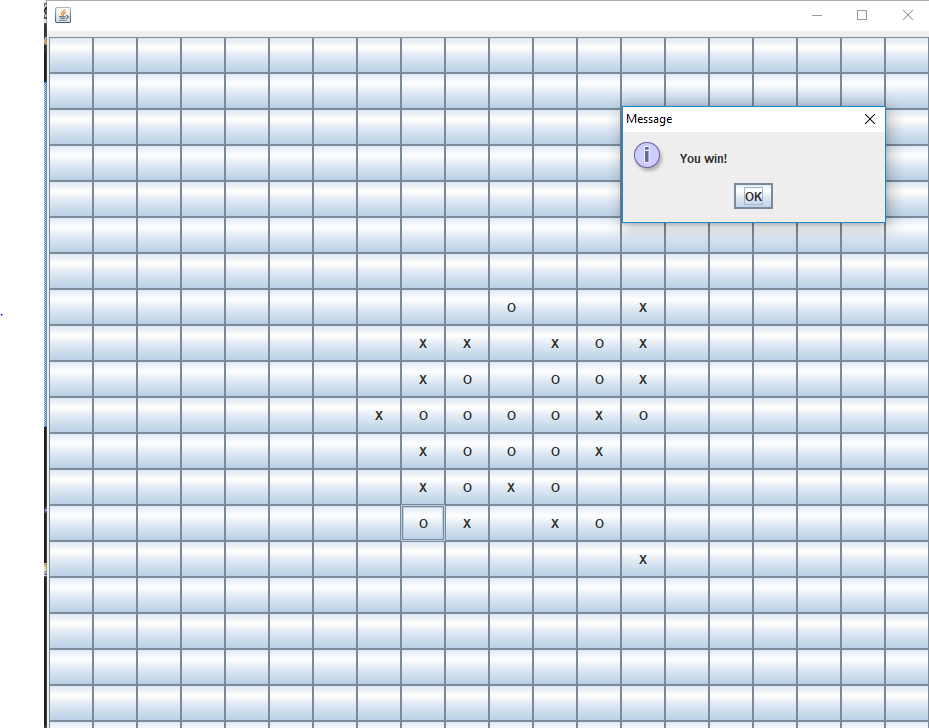 Message
You win!
OK
O X
X X X O X
X O O O X
X O O O O X O
X O O O X
X O X O
O X X O
X